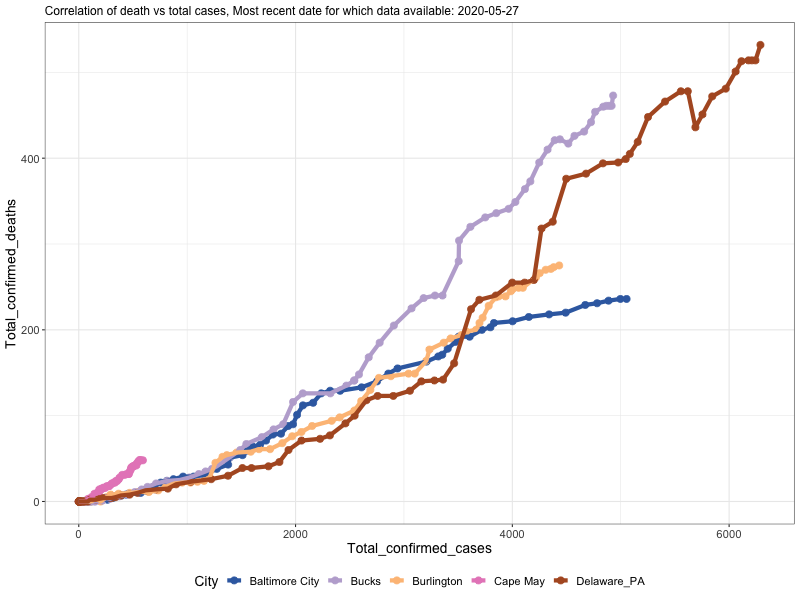 Correlation of death vs total cases, Most recent date for which data available: 2020-05-27
Total_confirmed_deaths
400
200
0
0 2000 4000 6000
Total_confirmed_cases
City Baltimore City Bucks Burlington Cape May Delaware_PA